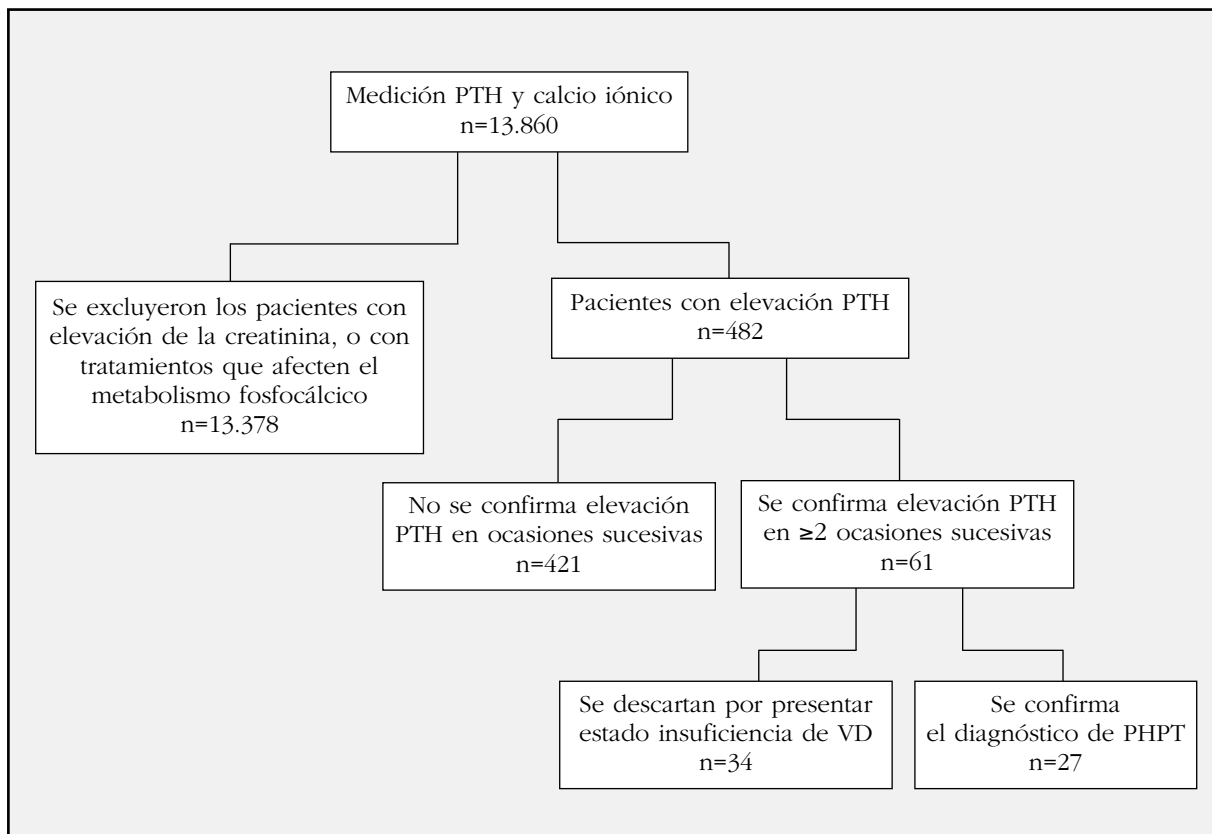 Medición PTH y calcio iónico
n=13.860
Se excluyeron los pacientes con
elevación de la creatinina, o con
tratamientos que afecten el
metabolismo fosfocálcico
n=13.378
Pacientes con elevación PTH
n=482
No se confirma elevación
PTH en ocasiones sucesivas
n=421
Se confirma elevación PTH
en ≥2 ocasiones sucesivas
n=61
Se descartan por presentar
estado insuficiencia de VD
n=34
Se confirma
el diagnóstico de PHPT
n=27